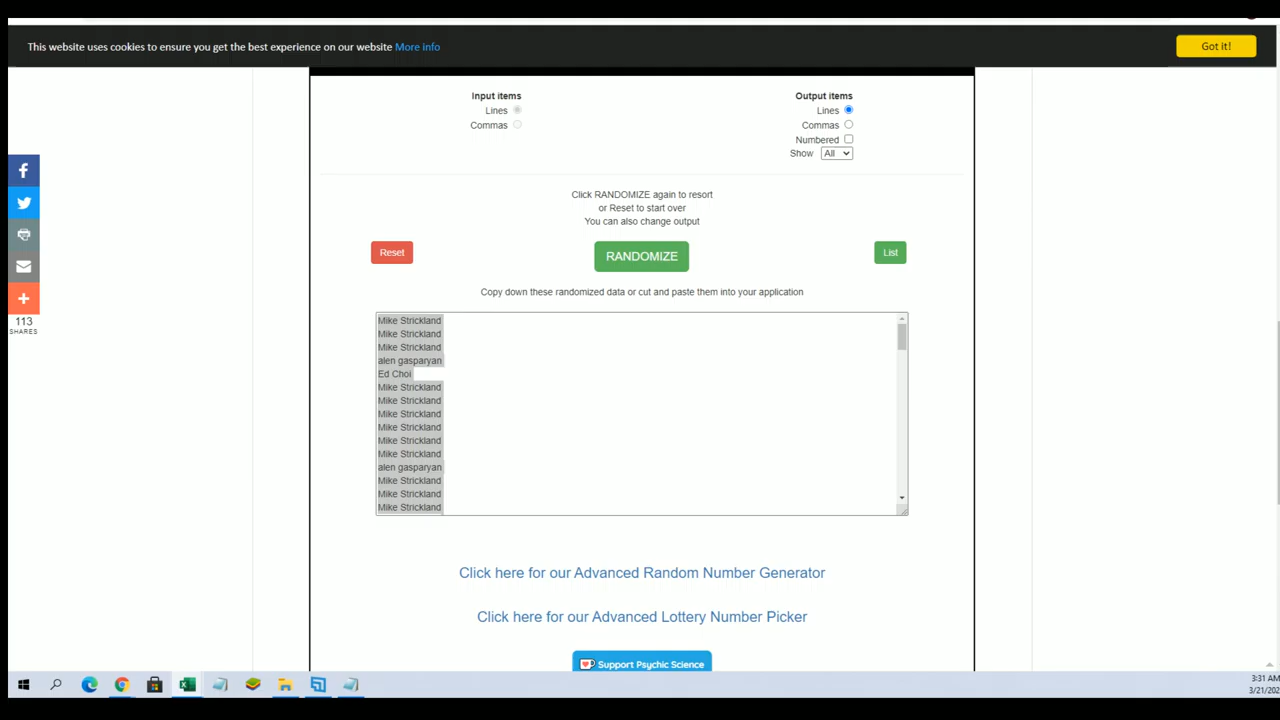 This website uses cookies to ensure you get the best experience on our website More info
Got it!
Input items
Lines
Commas
Output items
Lines
Commas
Numbered
Show All
Click RANDOMIZE again to resort
or Reset to start over
You can also change output
Reset
RANDOMIZE
List
Copy down these randomized data or cut and paste them into your application
113
SHARES
Mike Strickland
Mike Strickland
Mike Strickland
alen gasparyan
Ed Choi
Mike Strickland
Mike Strickland
Mike Strickland
Mike Strickland
Mike Strickland
Mike Strickland
alen gasparyan
Mike Strickland
Mike Strickland
Mike Strickland
Click here for our Advanced Random Number Generator
Click here for our Advanced Lottery Number Picker
Support Psychic Science
3:31 AM
3/21/202